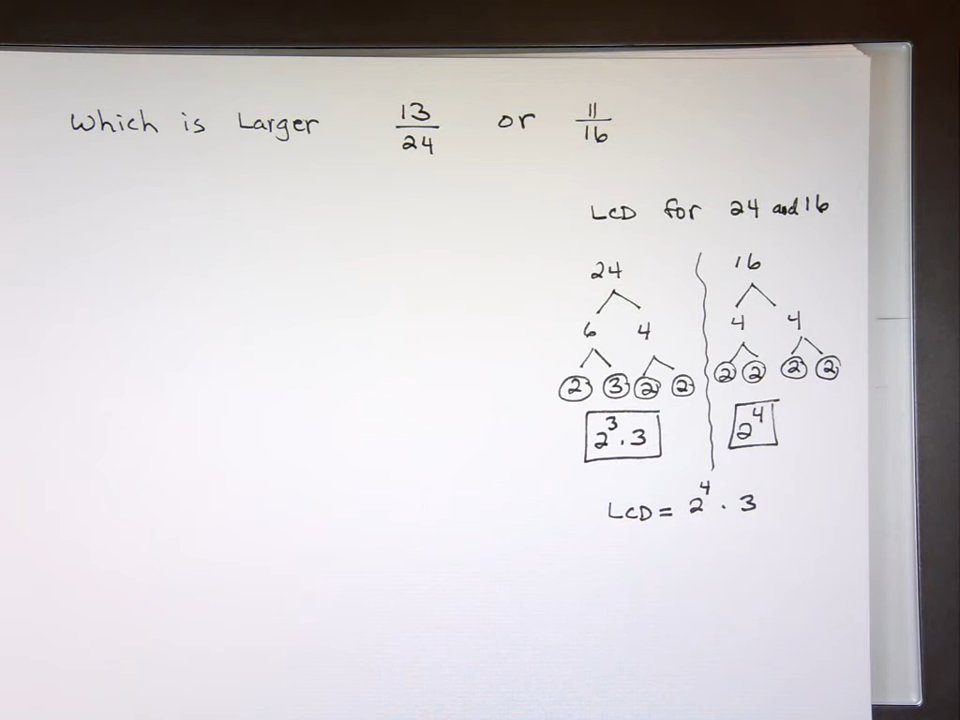 Which is Larger 13/24 or 11/16
LCD for 24 and 16
24 16
6 4 4 4
2 3 2 2 2 2 2 2
2³·3 2⁴
LCD = 2⁴ · 3